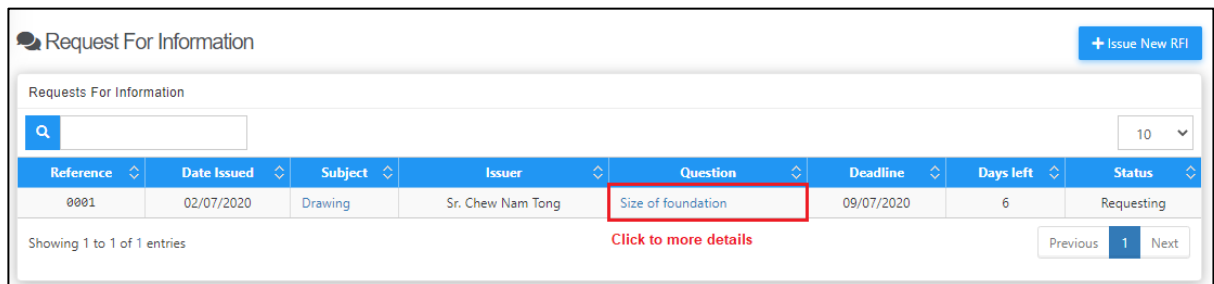 Request For Information
+ Issue New RFI
Requests For Information
10
Reference Date Issued Subject Issuer Question Deadline Days left Status
0001 02/07/2020 Drawing Sr. Chew Nam Tong Size of foundation 09/07/2020 6 Requesting
Showing 1 to 1 of 1 entries Click to more details Previous 1 Next